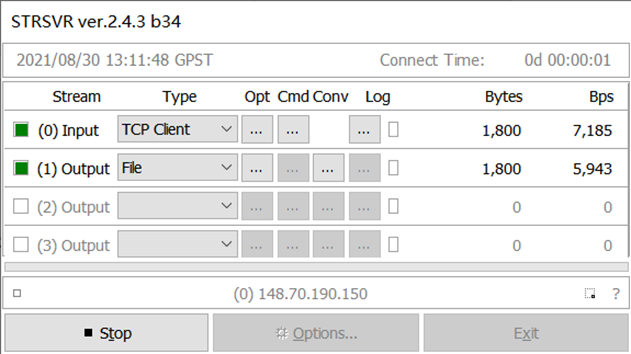 STRSVR ver.2.4.3 b34
2021/08/30 13:11:48 GPST Connect Time: 0d 00:00:01
Stream Type Opt Cmd Conv Log Bytes Bps
(0) Input TCP Client ... ... ... 1,800 7,185
(1) Output File ... ... ... ... 1,800 5,943
(2) Output ... ... ... ... 0 0
(3) Output ... ... ... ... 0 0
(0) 148.70.190.150 ?
Stop Options... Exit